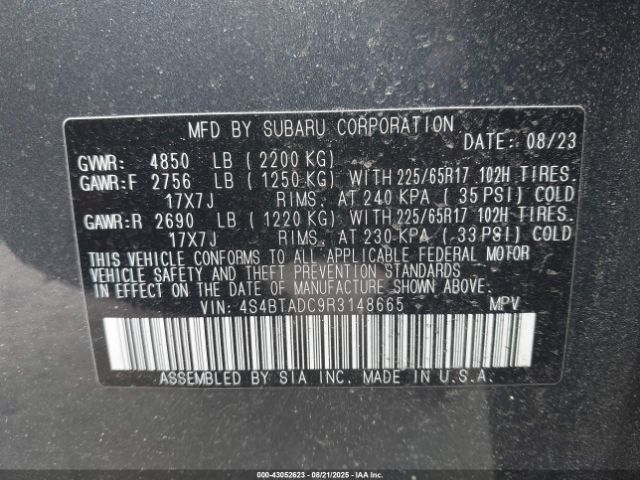 MFD BY SUBARU CORPORATION
DATE: 08/23
GVWR: 4850 LB (2200 KG)
GAWR:F 2756 LB (1250 KG) WITH 225/65R17 102H TIRES.
17X7J RIMS. AT 240 KPA (35 PSI) COLD
GAWR:R 2690 LB (1220 KG) WITH 225/65R17 102H TIRES.
17X7J RIMS. AT 230 KPA (33 PSI) COLD
THIS VEHICLE CONFORMS TO ALL APPLICABLE FEDERAL MOTOR
VEHICLE SAFETY AND THEFT PREVENTION STANDARDS
IN EFFECT ON THE DATE OF MANUFACTURE SHOWN ABOVE.
VIN: 4S4BTADC9R3148665 MPV
ASSEMBLED BY SIA INC. MADE IN U.S.A.
000-43052623 - 08/21/2025 - IAAI.COM